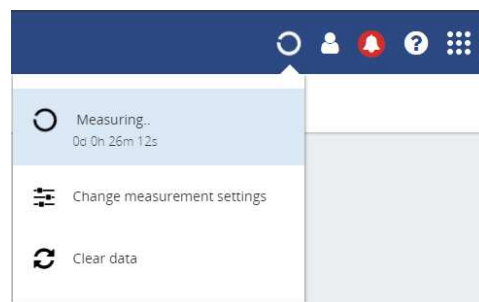 Measuring..
0d 0h 26m 12s
Change measurement settings
Clear data